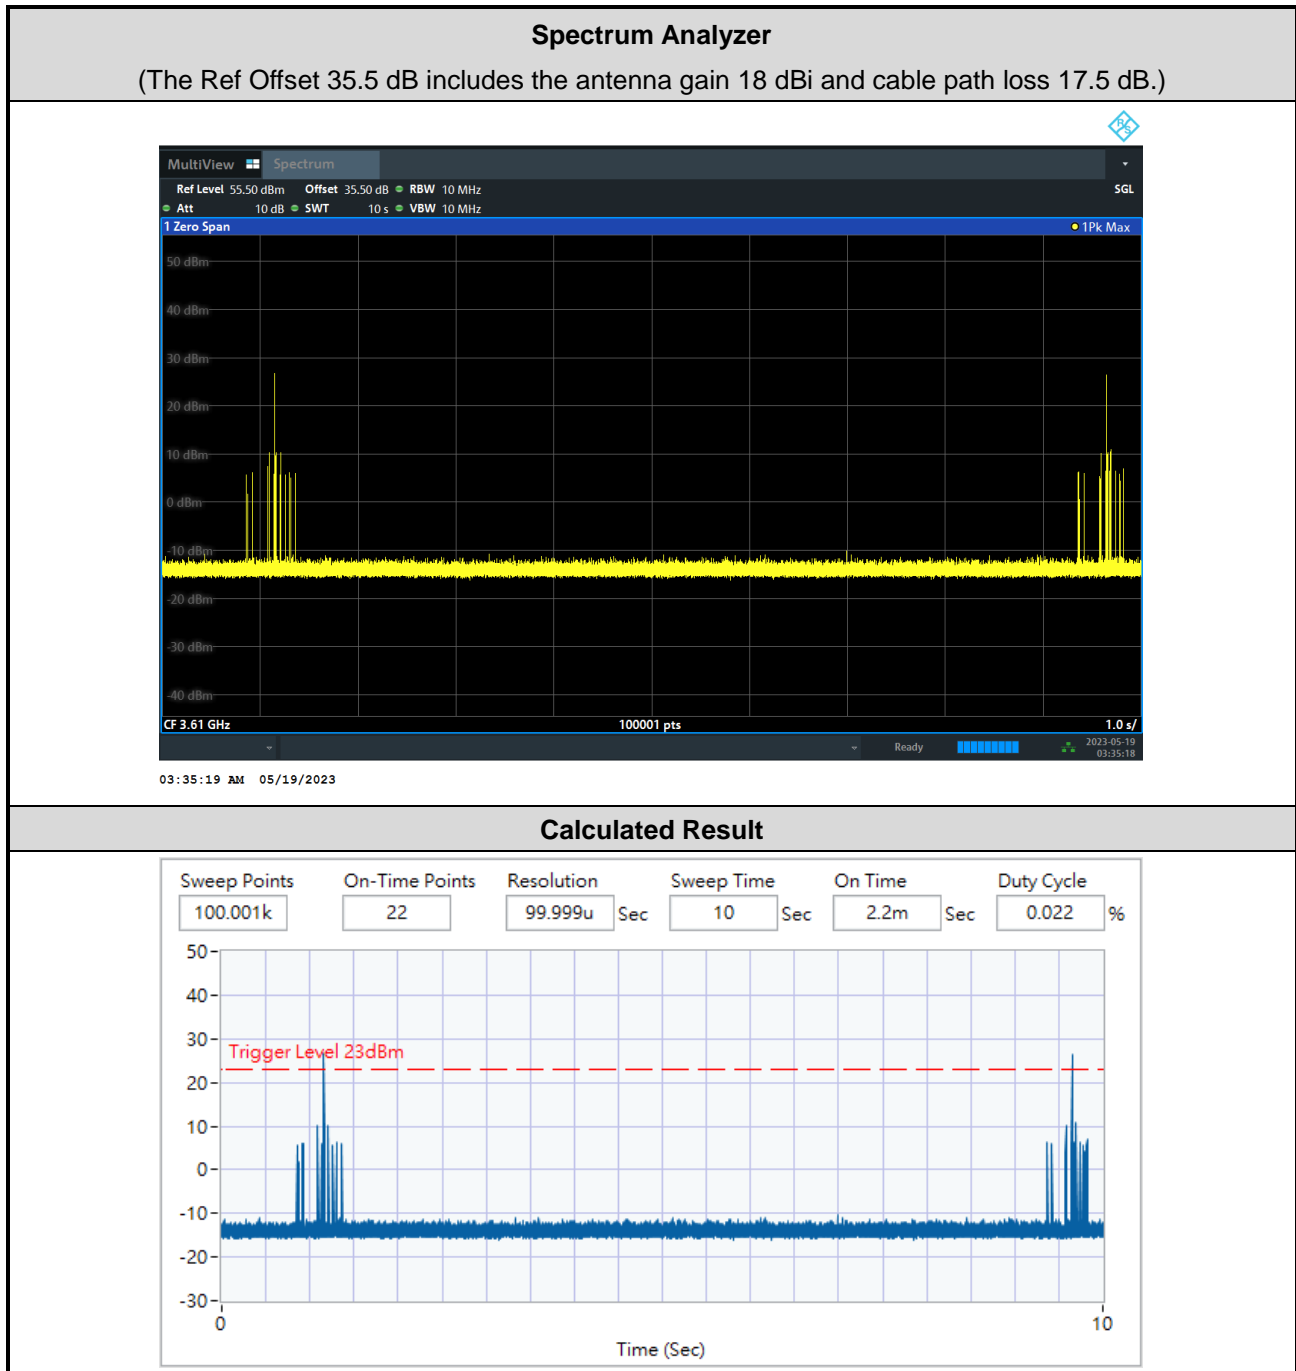 Spectrum Analyzer
(The Ref Offset 35.5 dB includes the antenna gain 18 dBi and cable path loss 17.5 dB.)
R&S
MultiView Spectrum
Ref Level 55.50 dBm Offset 35.50 dB RBW 10 MHz SGL
Att 10 dB SWT 10 s VBW 10 MHz
1 Zero Span 1Pk Max
50 dBm
40 dBm
30 dBm
20 dBm
10 dBm
0 dBm
-10 dBm
-20 dBm
-30 dBm
-40 dBm
CF 3.61 GHz 100001 pts 1.0 s/
Ready 2023-05-19
03:35:18
03:35:19 AM 05/19/2023
Calculated Result
Sweep Points On-Time Points Resolution Sweep Time On Time Duty Cycle
100.001k 22 99.999u Sec 10 Sec 2.2m Sec 0.022 %
50
40
30
Trigger Level 23dBm
20
10
0
-10
-20
-30
0 10
Time (Sec)